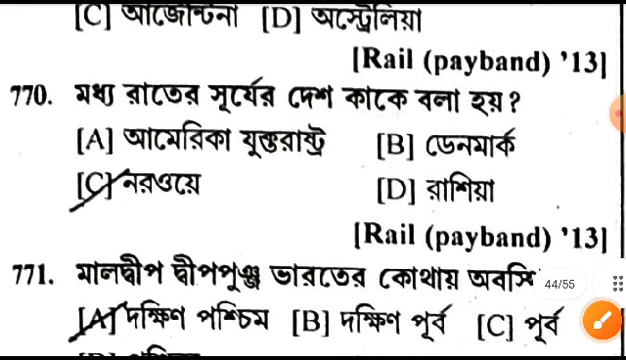 [C] আর্জেন্টিনা [D] অস্ট্রেলিয়া
[Rail (payband) ’13]
770. মধ্য রাতের সূর্যের দেশ কাকে বলা হয়?
[A] আমেরিকা যুক্তরাষ্ট্র [B] ডেনমার্ক
[C] নরওয়ে [D] রাশিয়া
[Rail (payband) ’13]
771. মালদ্বীপ দ্বীপপুঞ্জ ভারতের কোথায়
44/55
[A] দক্ষিণ পশ্চিম [B] দক্ষিণ পূর্ব [C] পূর্ব